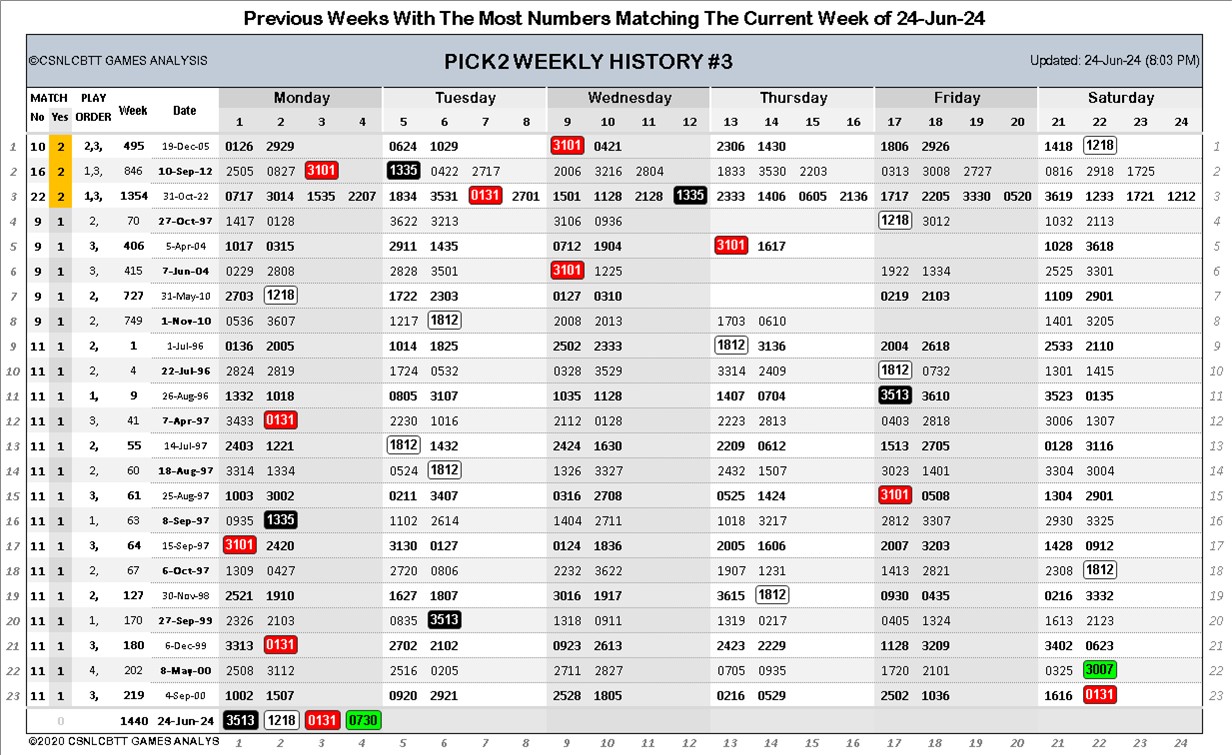 Previous Weeks With The Most Numbers Matching The Current Week of 24-Jun-24
©CSNLCBTT GAMES ANALYSIS PICK2 WEEKLY HISTORY #3 Updated: 24-Jun-24 (8:03 PM)
MATCH PLAY Week Date Monday Tuesday Wednesday Thursday Friday Saturday
No Yes ORDER 1 2 3 4 5 6 7 8 9 10 11 12 13 14 15 16 17 18 19 20 21 22 23 24
1 10 2 2,3, 495 19-Dec-05 0126 2929 0624 1029 3101 0421 2306 1430 1806 2926 1418 1218 1
2 16 2 1,3, 846 10-Sep-12 2505 0827 3101 1335 0422 2717 2006 3216 2804 1833 3530 2203 0313 3008 2727 0816 2918 1725 2
3 22 2 1,3, 1354 31-Oct-22 0717 3014 1535 2207 1834 3531 0131 2701 1501 1128 2128 1335 2333 1406 0605 2136 1717 2205 3330 0520 3619 1233 1721 1212 3
4 9 1 2, 70 27-Oct-97 1417 0128 3622 3213 3106 0936 1218 3012 1032 2113 4
5 9 1 3, 406 5-Apr-04 1017 0315 2911 1435 0712 1904 3101 1617 1028 3618 5
6 9 1 3, 415 7-Jun-04 0229 2808 2828 3501 3101 1225 1922 1334 2525 3301 6
7 9 1 2, 727 31-May-10 2703 1218 1722 2303 0127 0310 0219 2103 1109 2901 7
8 9 1 2, 749 1-Nov-10 0536 3607 1217 1812 2008 2013 1703 0610 1401 3205 8
9 11 1 2, 1 1-Jul-96 0136 2005 1014 1825 2502 2333 1812 3136 2004 2618 2533 2110 9
10 11 1 2, 4 22-Jul-96 2824 2819 1724 0532 0328 3529 3314 2409 1812 0732 1301 1415 10
11 11 1 1, 9 26-Aug-96 1332 1018 0805 3107 1035 1128 1407 0704 3513 3610 3523 0135 11
12 11 1 3, 41 7-Apr-97 3433 0131 2230 1016 2112 0128 2223 2813 0403 2818 3006 1307 12
13 11 1 2, 55 14-Jul-97 2403 1221 1812 1432 2424 1630 2209 0612 1513 2705 0128 3116 13
14 11 1 2, 60 18-Aug-97 3314 1334 0524 1812 1326 3327 2432 1507 3023 1401 3304 3004 14
15 11 1 3, 61 25-Aug-97 1003 3002 0211 3407 0316 2708 0525 1424 3101 0508 1304 2901 15
16 11 1 1, 63 8-Sep-97 0935 1335 1102 2614 1404 2711 1018 3217 2812 3307 2930 3325 16
17 11 1 3, 64 15-Sep-97 3101 2420 3130 0127 0124 1836 2005 1606 2007 3203 1428 0912 17
18 11 1 2, 67 6-Oct-97 1309 0427 2720 0806 2232 3622 1907 1231 1413 2821 2308 1812 18
19 11 1 2, 127 30-Nov-98 2521 1910 1627 1807 3016 1917 3615 1812 0930 0435 0216 3332 19
20 11 1 1, 170 27-Sep-99 2326 2103 0835 3513 1318 0911 1319 0217 0405 1324 1613 2123 20
21 11 1 3, 180 6-Dec-99 3313 0131 2702 2102 0923 2613 2423 2229 1128 3209 3402 0623 21
22 11 1 4, 202 8-May-00 2508 3112 2516 0205 2711 2827 0705 0935 1720 2101 0325 3007 22
23 11 1 3, 219 4-Sep-00 1002 1507 0920 2921 2528 1805 0216 0529 2502 1036 1616 0131 23
0 1440 24-Jun-24 3513 1218 0131 0730
©2020 CSNLCBTT GAMES ANALYS 1 2 3 4 5 6 7 8 9 10 11 12 13 14 15 16 17 18 19 20 21 22 23 24